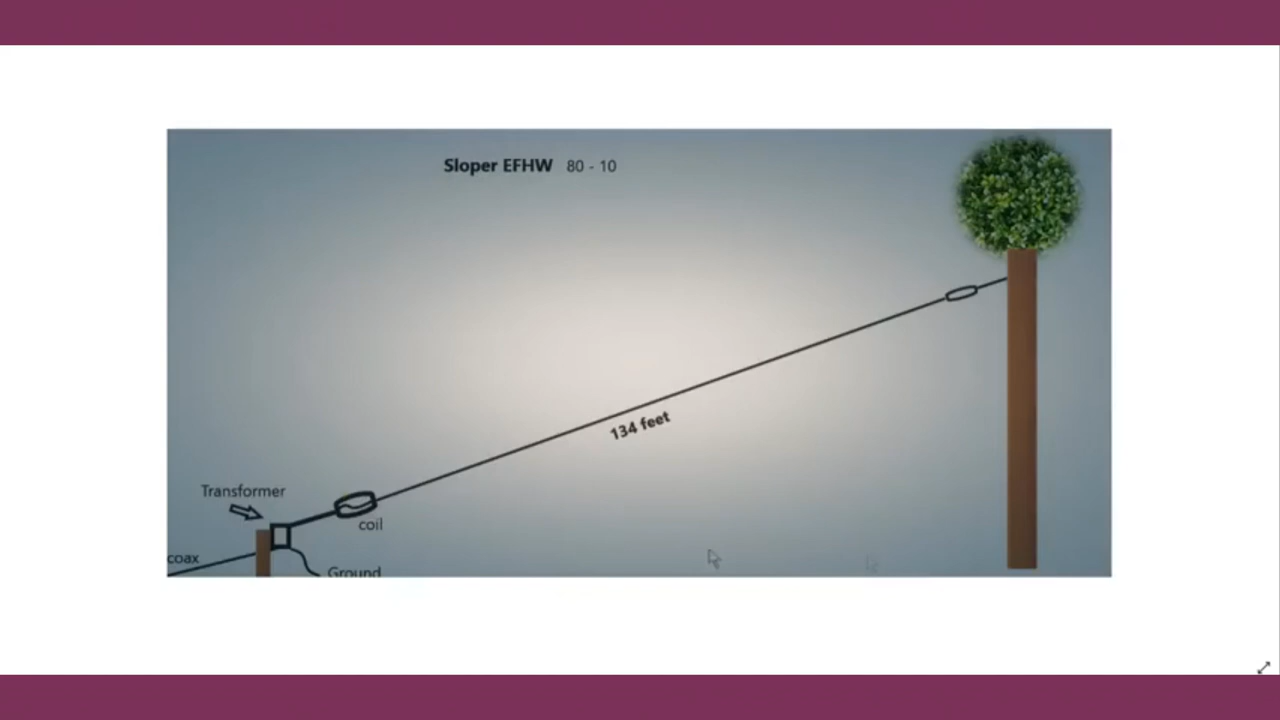 Sloper EFHW 80 - 10
134 feet
Transformer
coil
coax
Ground